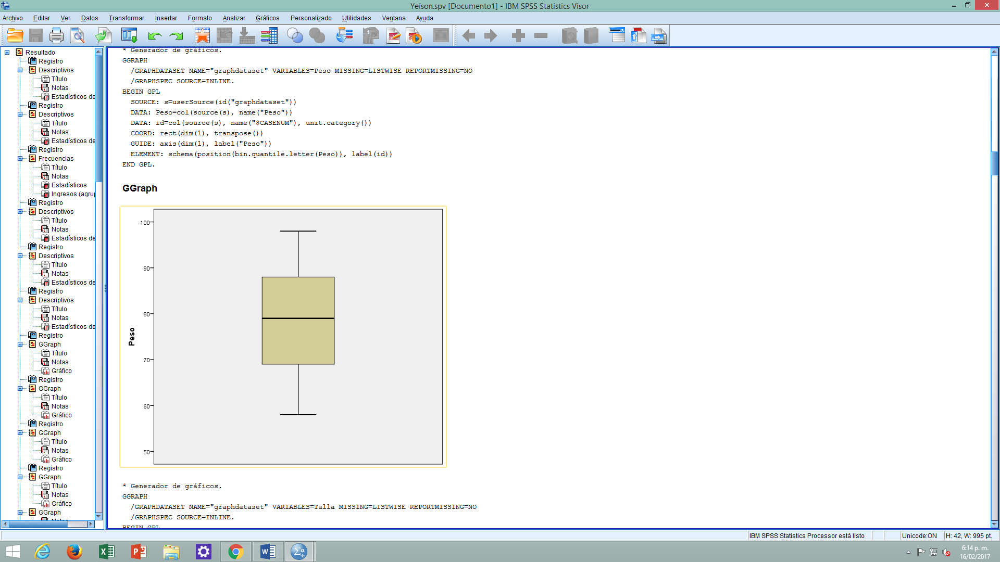 Yeison.spv [Documento1] - IBM SPSS Statistics Visor
Archivo Editar Ver Datos Transformar Insertar Formato Analizar Gráficos Personalizado Utilidades Ventana Ayuda
Resultado
Registro
Descriptivos
Título
Notas
Estadísticos de
Registro
Descriptivos
Título
Notas
Estadísticos de
Registro
Frecuencias
Título
Notas
Estadísticos
Ingresos (agru
Registro
Descriptivos
Título
Notas
Estadísticos de
Registro
Descriptivos
Título
Notas
Estadísticos de
Registro
Descriptivos
Título
Notas
Estadísticos de
Registro
GGraph
Título
Notas
Gráfico
Registro
GGraph
Título
Notas
Gráfico
Registro
GGraph
Título
Notas
Gráfico
Registro
GGraph
Título
Notas
Gráfico
GGraph
Notas
* Generador de gráficos.
GGRAPH
/GRAPHDATASET NAME="graphdataset" VARIABLES=Peso MISSING=LISTWISE REPORTMISSING=NO
/GRAPHSPEC SOURCE=INLINE.
BEGIN GPL
SOURCE: s=userSource(id("graphdataset"))
DATA: Peso=col(source(s), name("Peso"))
DATA: id=col(source(s), name("$CASENUM"), unit.category())
COORD: rect(dim(1), transpose())
GUIDE: axis(dim(1), label("Peso"))
ELEMENT: schema(position(bin.quantile.letter(Peso)), label(id))
END GPL.
GGraph
100
90
80
70
60
50
Peso
* Generador de gráficos.
GGRAPH
/GRAPHDATASET NAME="graphdataset" VARIABLES=Talla MISSING=LISTWISE REPORTMISSING=NO
/GRAPHSPEC SOURCE=INLINE.
BEGIN GPL
IBM SPSS Statistics Processor está listo
Unicode:ON
H: 42, W: 995 pt.
6:14 p. m.
16/02/2017